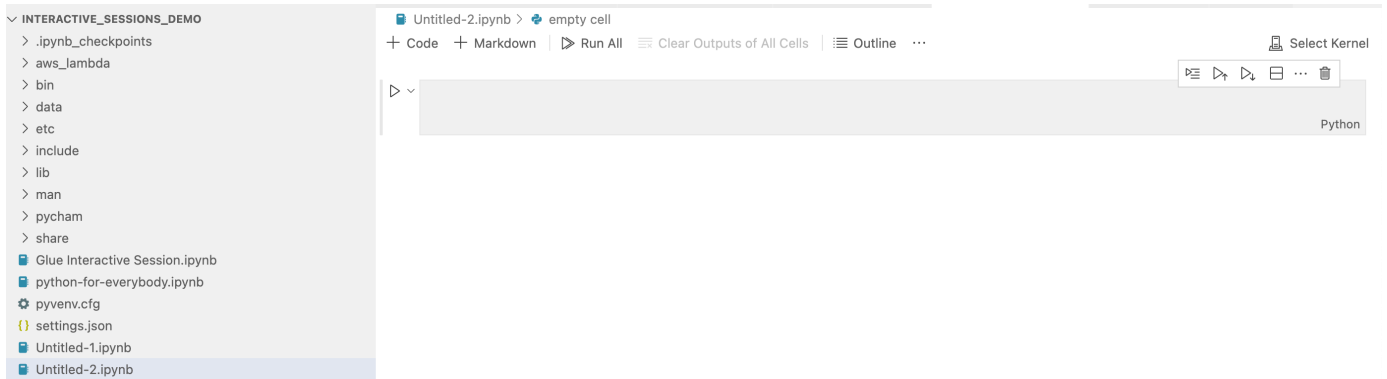 INTERACTIVE_SESSIONS_DEMO
.ipynb_checkpoints
aws_lambda
bin
data
etc
include
lib
man
pycham
share
Glue Interactive Session.ipynb
python-for-everybody.ipynb
pyvenv.cfg
{} settings.json
Untitled-1.ipynb
Untitled-2.ipynb
Untitled-2.ipynb > empty cell
+ Code + Markdown Run All Clear Outputs of All Cells Outline ... Select Kernel
Python